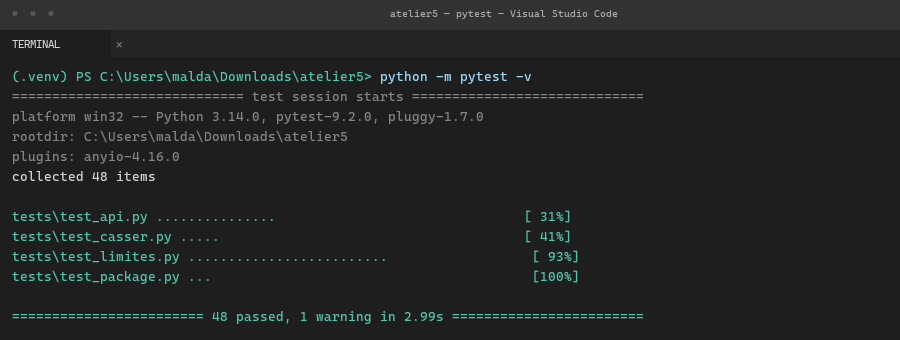 atelier5 — pytest — Visual Studio Code
TERMINAL ×
(.venv) PS C:\Users\malda\Downloads\atelier5> python -m pytest -v
============================= test session starts =============================
platform win32 -- Python 3.14.0, pytest-9.2.0, pluggy-1.7.0
rootdir: C:\Users\malda\Downloads\atelier5
plugins: anyio-4.16.0
collected 48 items
tests\test_api.py ............... [ 31%]
tests\test_casser.py ..... [ 41%]
tests\test_limites.py ......................... [ 93%]
tests\test_package.py ... [100%]
======================== 48 passed, 1 warning in 2.99s ========================